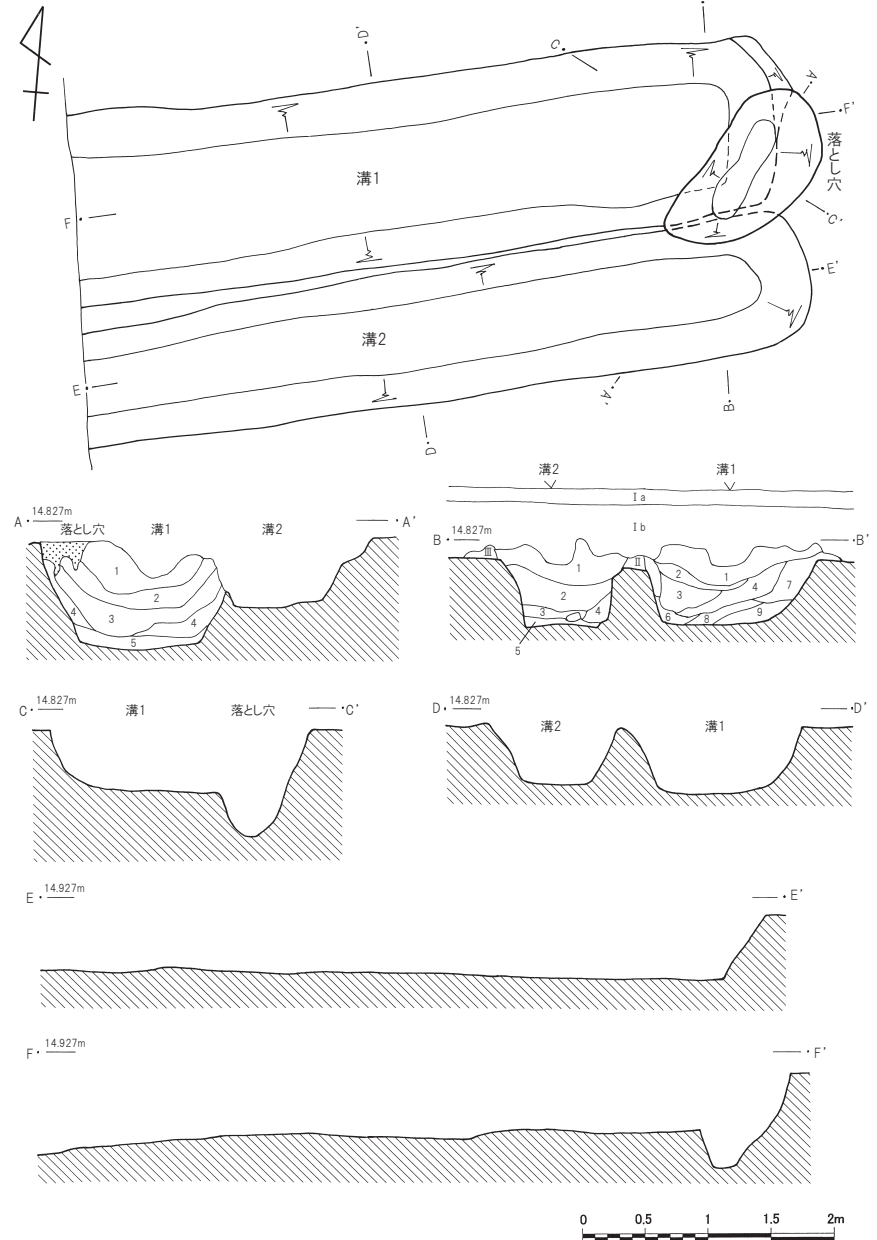 D'
C
A
F'
落とし穴
溝1
F
C'
E'
溝2
E
A'
B
D
溝2 溝1
Ⅰa
Ⅰb
A 14.827m A'
落とし穴 溝1 溝2
1
2
3
4
4
5
B 14.827m B'
Ⅲ
1
Ⅱ
2
1
2
3
4
7
3
4
6
8
9
5
C 14.827m C'
溝1 落とし穴
D 14.827m D'
溝2 溝1
E 14.927m E'
F 14.927m F'
0 0.5 1 1.5 2m